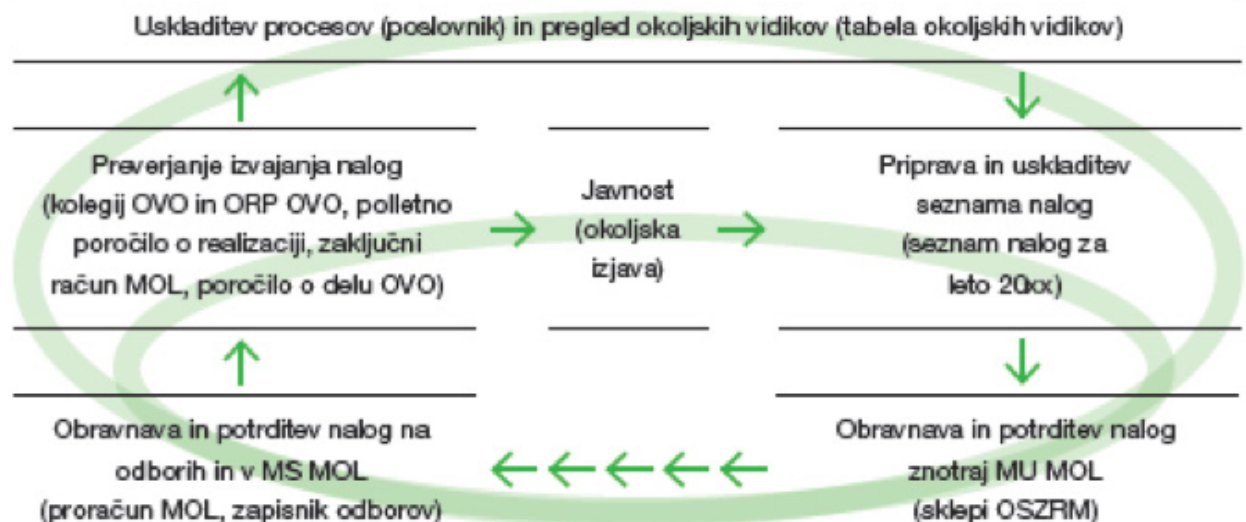 Uskladitev procesov (poslovnik) in pregled okoljskih vidikov (tabela okoljskih vidikov)
Preverjanje izvajanja nalog
(kolegij OVO in ORP OVO, polletno
poročilo o realizaciji, zaključni
račun MOL, poročilo o delu OVO)
Javnost
(okoljska
izjava)
Priprava in uskladitev
seznama nalog
(seznam nalog za
leto 20xx)
Obravnava in potrditev nalog na
odborih in v MS MOL
(proračun MOL, zapisnik odborov)
Obravnava in potrditev nalog
znotraj MU MOL
(sklepi OSZRM)